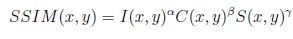 SSIM(x, y) = I(x, y)^α C(x, y)^β S(x, y)^γ